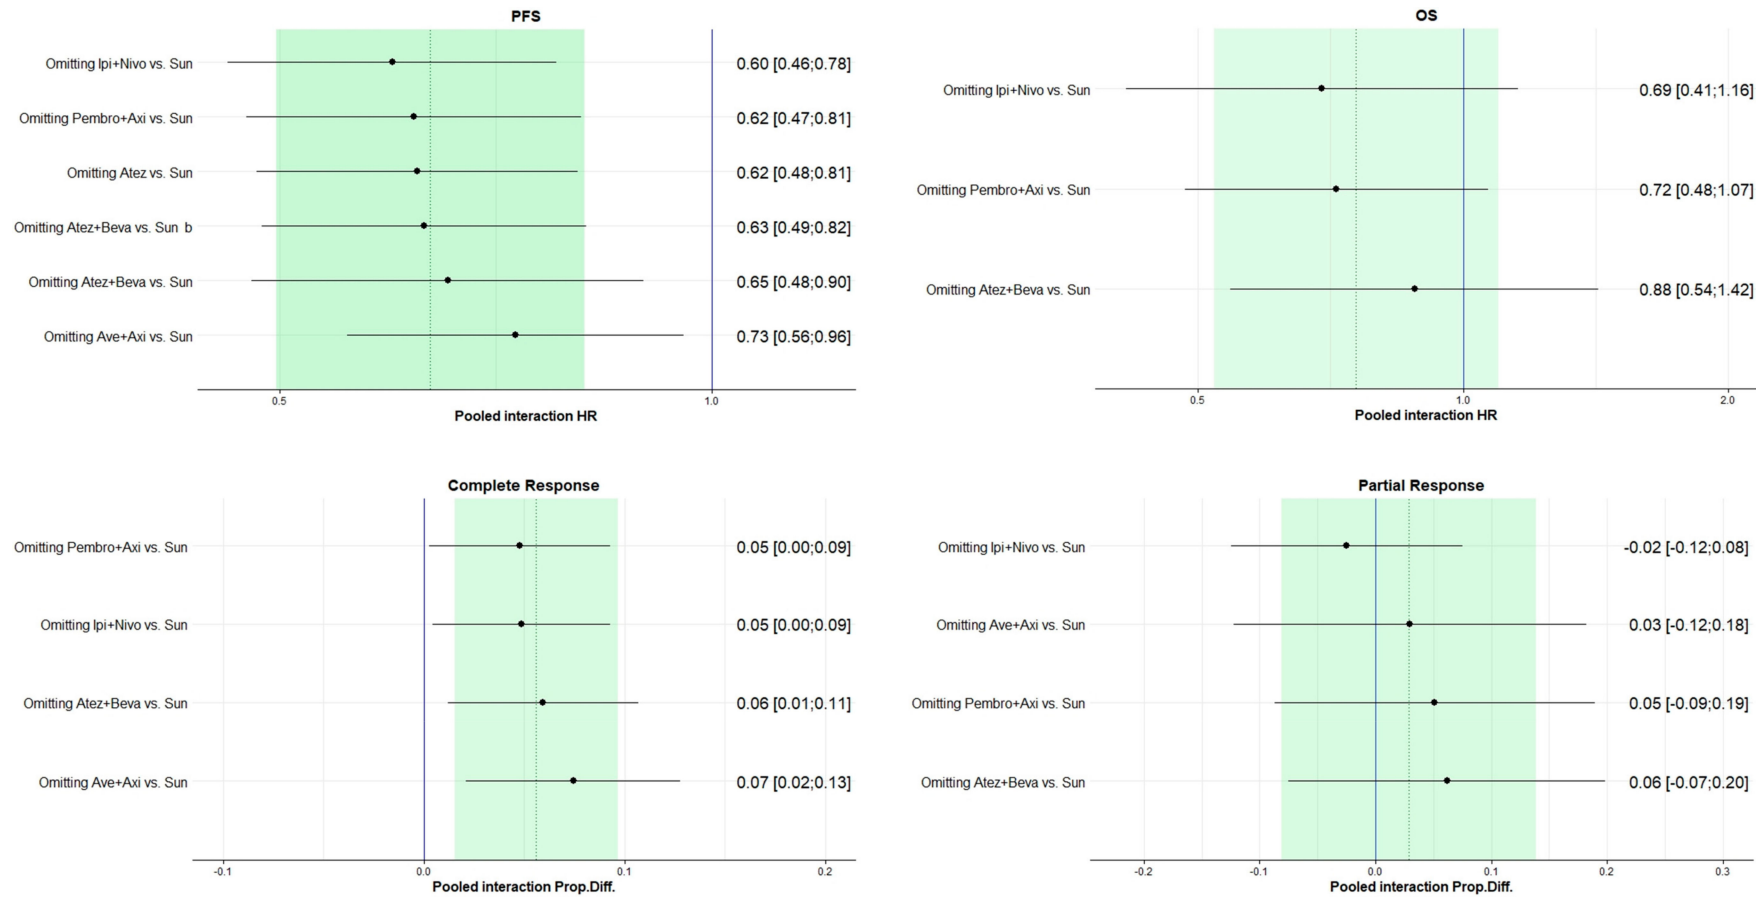 PFS
Omitting Ipi+Nivo vs. Sun 0.60 [0.46;0.78]
Omitting Pembro+Axi vs. Sun 0.62 [0.47;0.81]
Omitting Atez vs. Sun 0.62 [0.48;0.81]
Omitting Atez+Beva vs. Sun b 0.63 [0.49;0.82]
Omitting Atez+Beva vs. Sun 0.65 [0.48;0.90]
Omitting Ave+Axi vs. Sun 0.73 [0.56;0.96]
0.5 1.0
Pooled interaction HR
OS
Omitting Ipi+Nivo vs. Sun 0.69 [0.41;1.16]
Omitting Pembro+Axi vs. Sun 0.72 [0.48;1.07]
Omitting Atez+Beva vs. Sun 0.88 [0.54;1.42]
0.5 1.0 2.0
Pooled interaction HR
Complete Response
Omitting Pembro+Axi vs. Sun 0.05 [0.00;0.09]
Omitting Ipi+Nivo vs. Sun 0.05 [0.00;0.09]
Omitting Atez+Beva vs. Sun 0.06 [0.01;0.11]
Omitting Ave+Axi vs. Sun 0.07 [0.02;0.13]
-0.1 0.0 0.1 0.2
Pooled interaction Prop.Diff.
Partial Response
Omitting Ipi+Nivo vs. Sun -0.02 [-0.12;0.08]
Omitting Ave+Axi vs. Sun 0.03 [-0.12;0.18]
Omitting Pembro+Axi vs. Sun 0.05 [-0.09;0.19]
Omitting Atez+Beva vs. Sun 0.06 [-0.07;0.20]
-0.2 -0.1 0.0 0.1 0.2 0.3
Pooled interaction Prop.Diff.